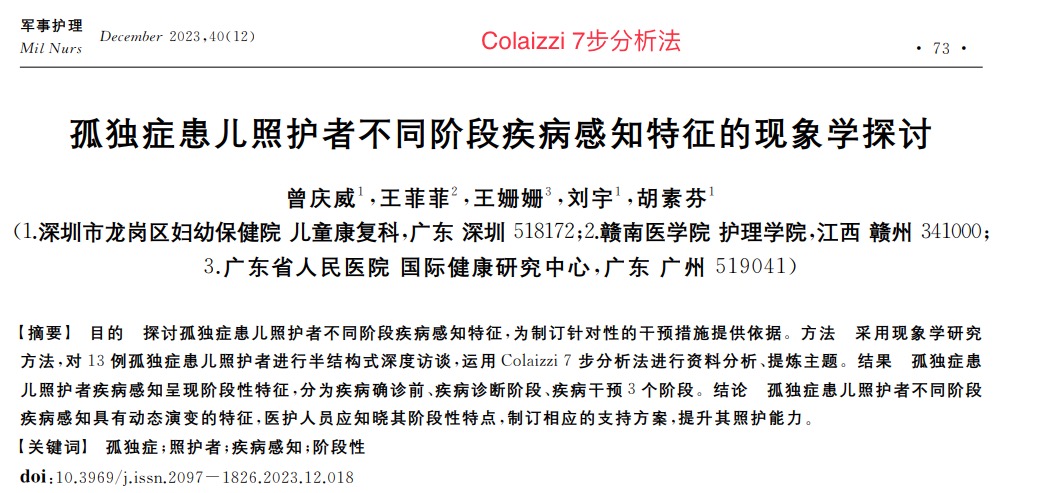 军事护理
Mil Nurs
December 2023,40(12)
Colaizzi 7步分析法
· 73 ·
孤独症患儿照护者不同阶段疾病感知特征的现象学探讨
曾庆威1,王菲菲2,王姗姗3,刘宇1,胡素芬1
(1.深圳市龙岗区妇幼保健院 儿童康复科,广东 深圳 518172;2.赣南医学院 护理学院,江西 赣州 341000;
3.广东省人民医院 国际健康研究中心,广东 广州 519041)
【摘要】 目的 探讨孤独症患儿照护者不同阶段疾病感知特征,为制订针对性的干预措施提供依据。方法 采用现象学研究
方法,对 13 例孤独症患儿照护者进行半结构式深度访谈,运用 Colaizzi 7 步分析法进行资料分析、提炼主题。结果 孤独症患
儿照护者疾病感知呈现阶段性特征,分为疾病确诊前、疾病诊断阶段、疾病干预 3 个阶段。结论 孤独症患儿照护者不同阶段
疾病感知具有动态演变的特征,医护人员应知晓其阶段性特点,制订相应的支持方案,提升其照护能力。
【关键词】 孤独症;照护者;疾病感知;阶段性
doi:10.3969/j.issn.2097-1826.2023.12.018